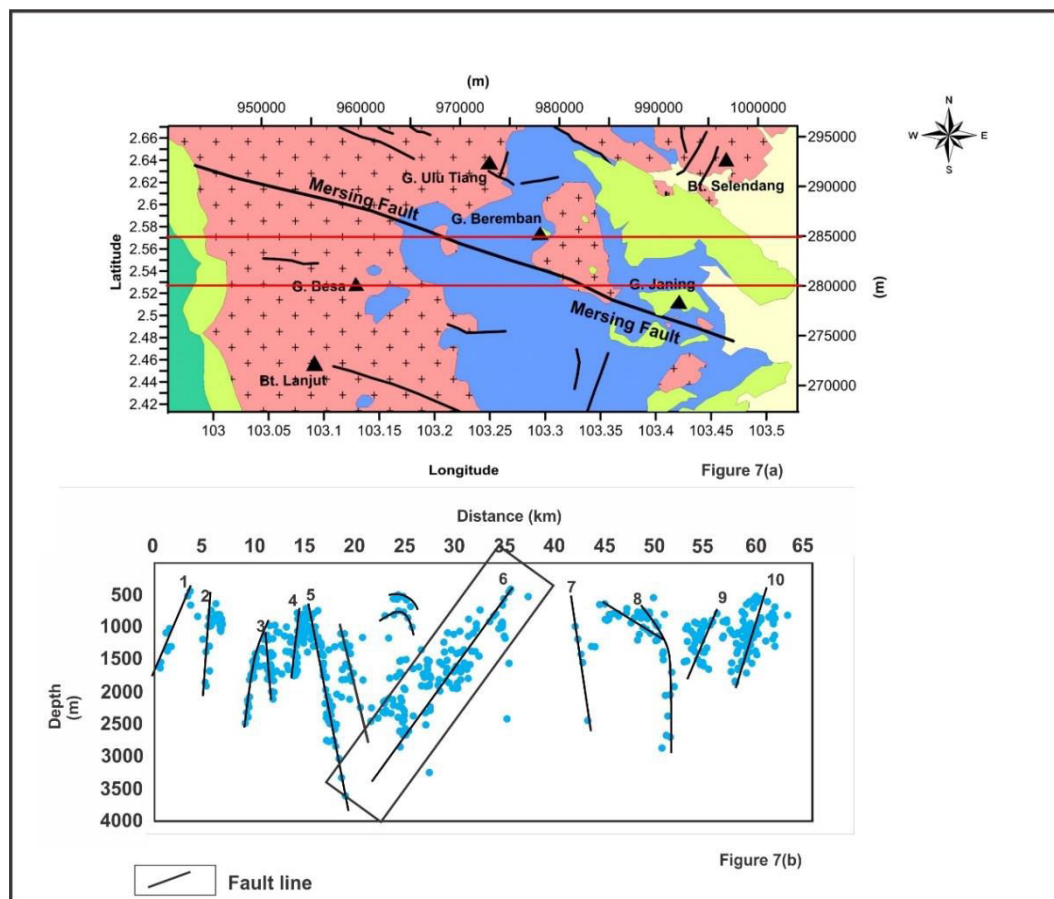 (m)
950000 960000 970000 980000 990000 1000000
N
W E
S
2.66
2.64
2.62
2.6
2.58
2.56
2.54
2.52
2.5
2.48
2.46
2.44
2.42
Latitude
295000
290000
285000
280000
275000
270000
(m)
G. Ulu Tiang
Bt. Selendang
Mersing Fault
G. Beremban
G. Besa
G. Janing
Mersing Fault
Bt. Lanjut
103 103.05 103.1 103.15 103.2 103.25 103.3 103.35 103.4 103.45 103.5
Longitude
Figure 7(a)
Distance (km)
0 5 10 15 20 25 30 35 40 45 50 55 60 65
500
1000
1500
2000
2500
3000
3500
4000
Depth
(m)
1 2 3 4 5 6 7 8 9 10
Figure 7(b)
Fault line